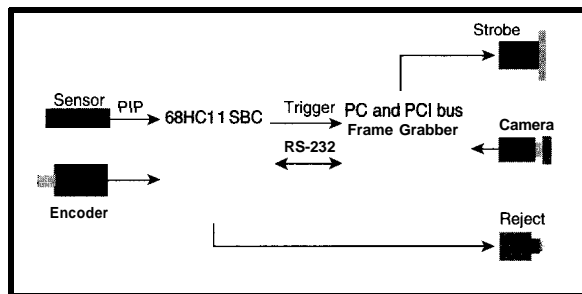 Strobe
Sensor
PIP
68HC11 SBC
Trigger
PC and PCI bus
Frame Grabber
Camera
RS-232
Encoder
Reject